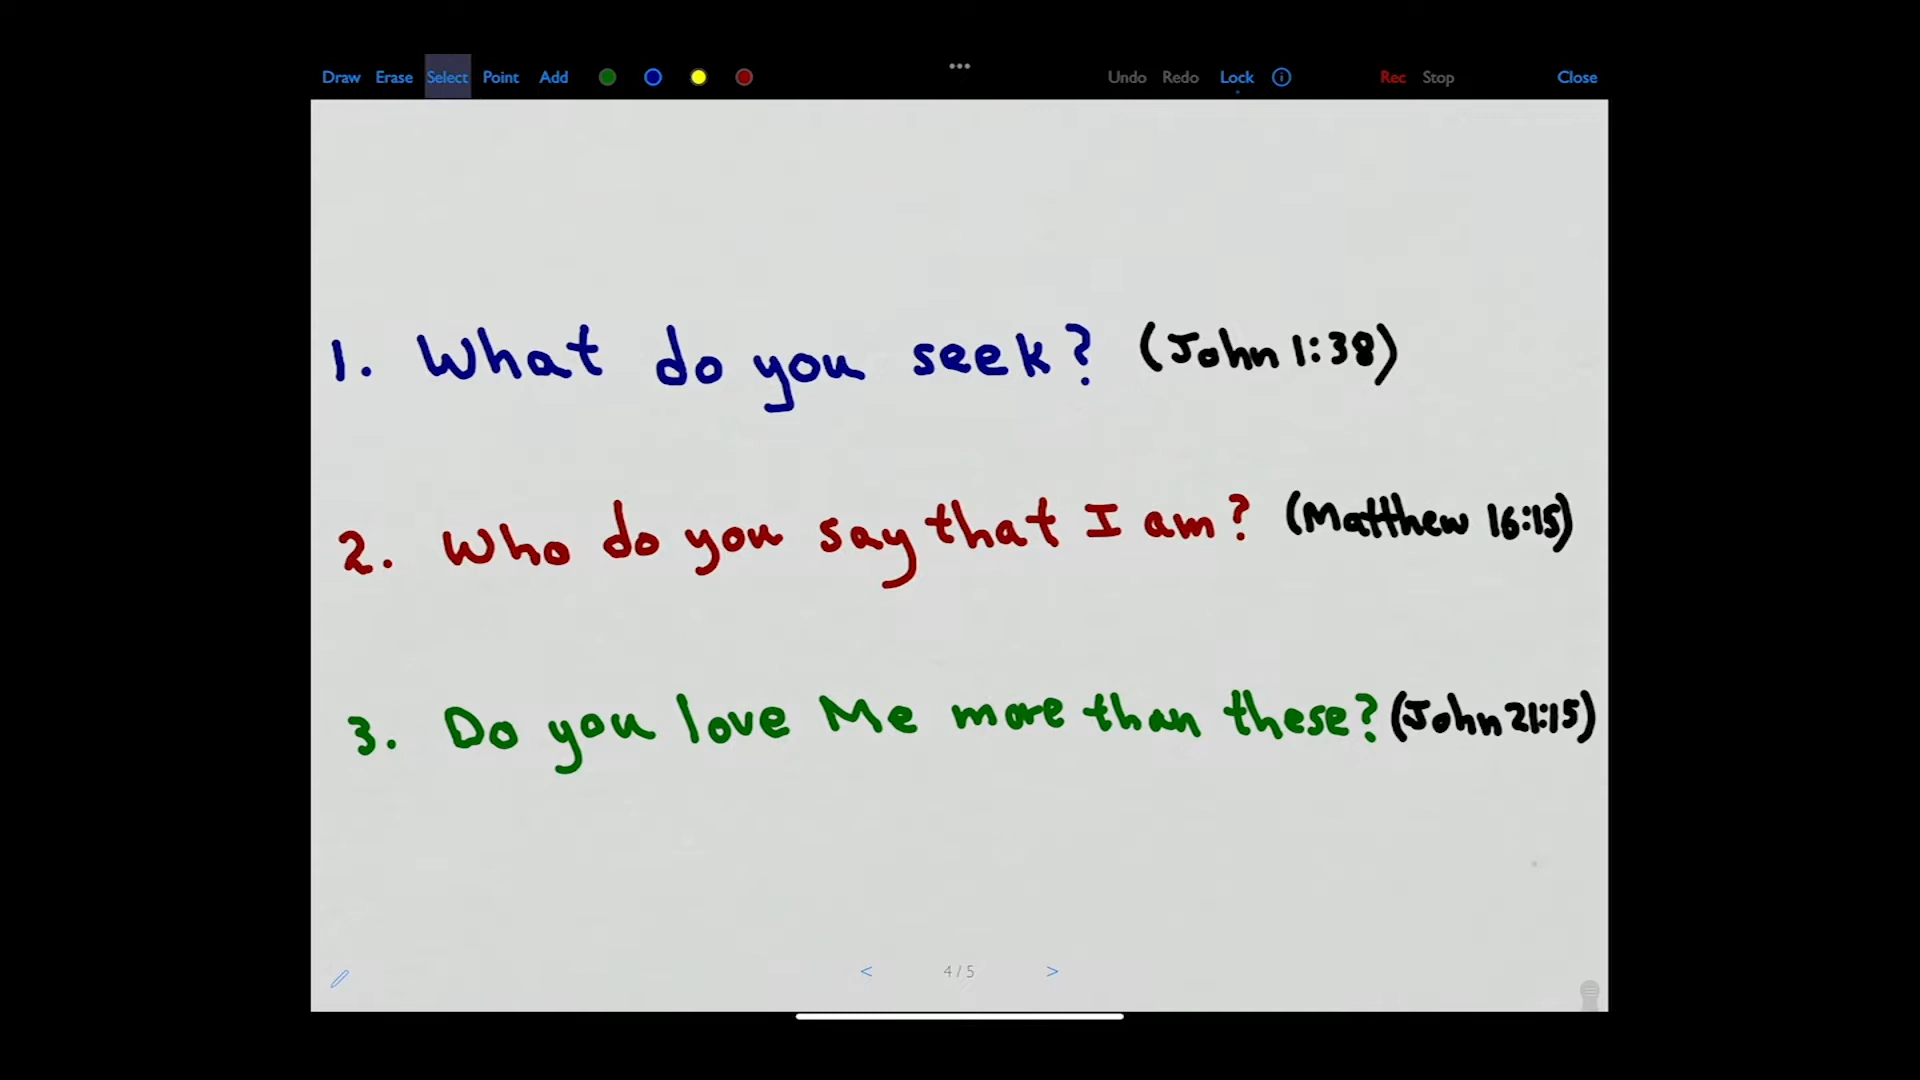 Draw Erase Select Point Add ••• Undo Redo Lock Rec Stop Close
1. What do you seek? (John 1:38)
2. Who do you say that I am? (Matthew 16:15)
3. Do you love Me more than these? (John 21:15)
< 4 / 5 >